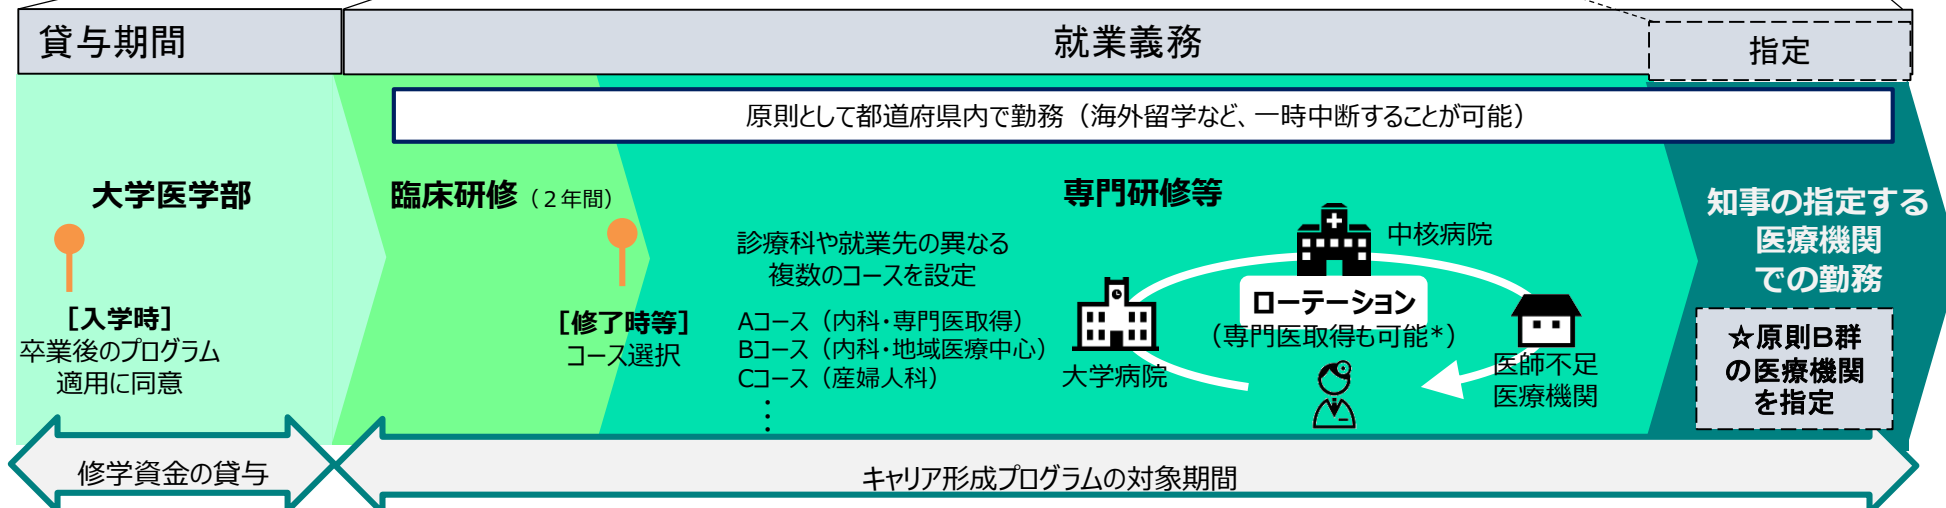 貸与期間
就業義務
指定
原則として都道府県内で勤務（海外留学など、一時中断することが可能）
大学医学部
臨床研修（２年間）
専門研修等
知事の指定する
医療機関
での勤務
［入学時］
卒業後のプログラム
適用に同意
［修了時等］
コース選択
診療科や就業先の異なる
複数のコースを設定
Aコース（内科・専門医取得）
Bコース（内科・地域医療中心）
Cコース（産婦人科）
⋮
中核病院
ローテーション
（専門医取得も可能*）
大学病院
医師不足
医療機関
☆原則Ｂ群
の医療機関
を指定
修学資金の貸与
キャリア形成プログラムの対象期間